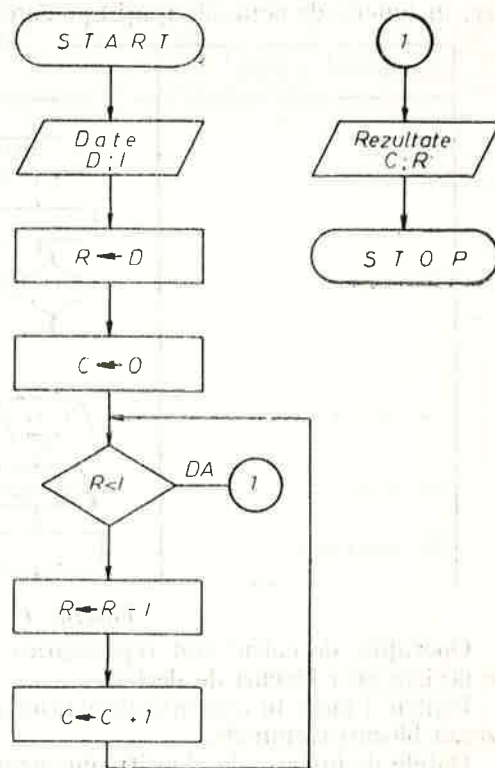 START
Date
D;I
R←D
C←0
R<I
DA
1
R←R-I
C←C+1
1
Rezultate
C;R
STOP